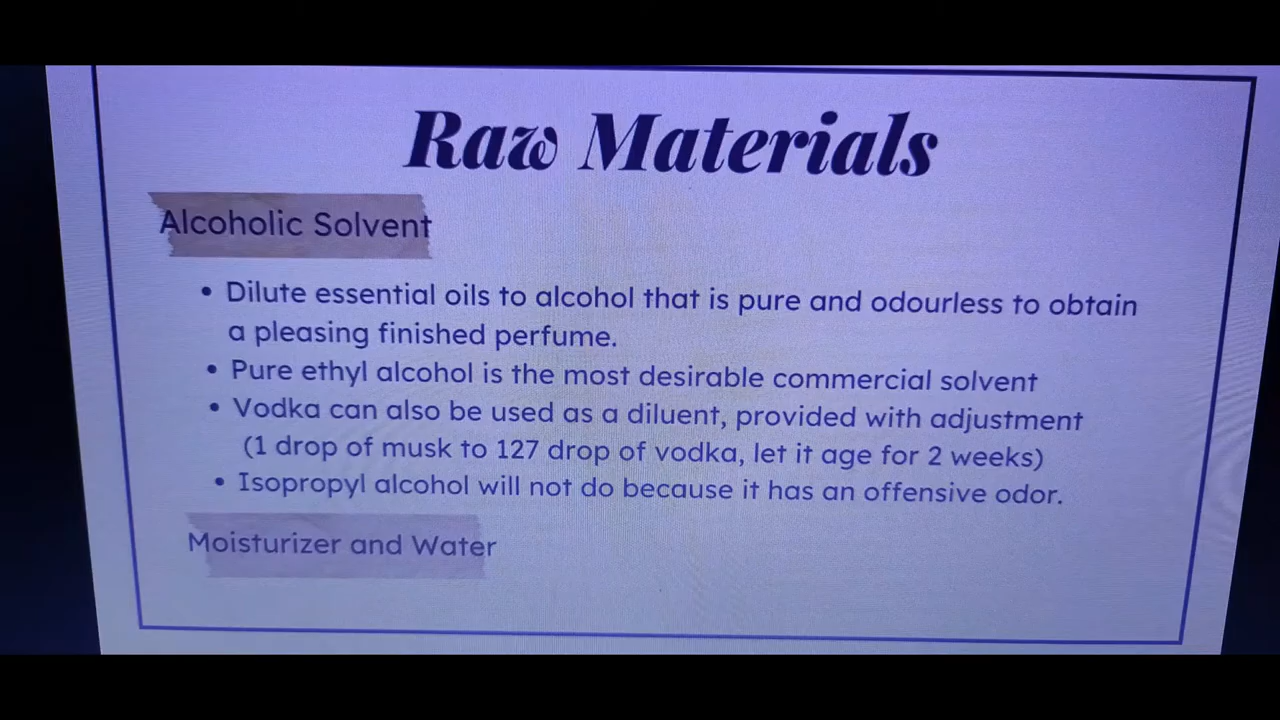 Raw Materials
Alcoholic Solvent
• Dilute essential oils to alcohol that is pure and odourless to obtain
a pleasing finished perfume.
• Pure ethyl alcohol is the most desirable commercial solvent
• Vodka can also be used as a diluent, provided with adjustment
(1 drop of musk to 127 drop of vodka, let it age for 2 weeks)
• Isopropyl alcohol will not do because it has an offensive odor.
Moisturizer and Water